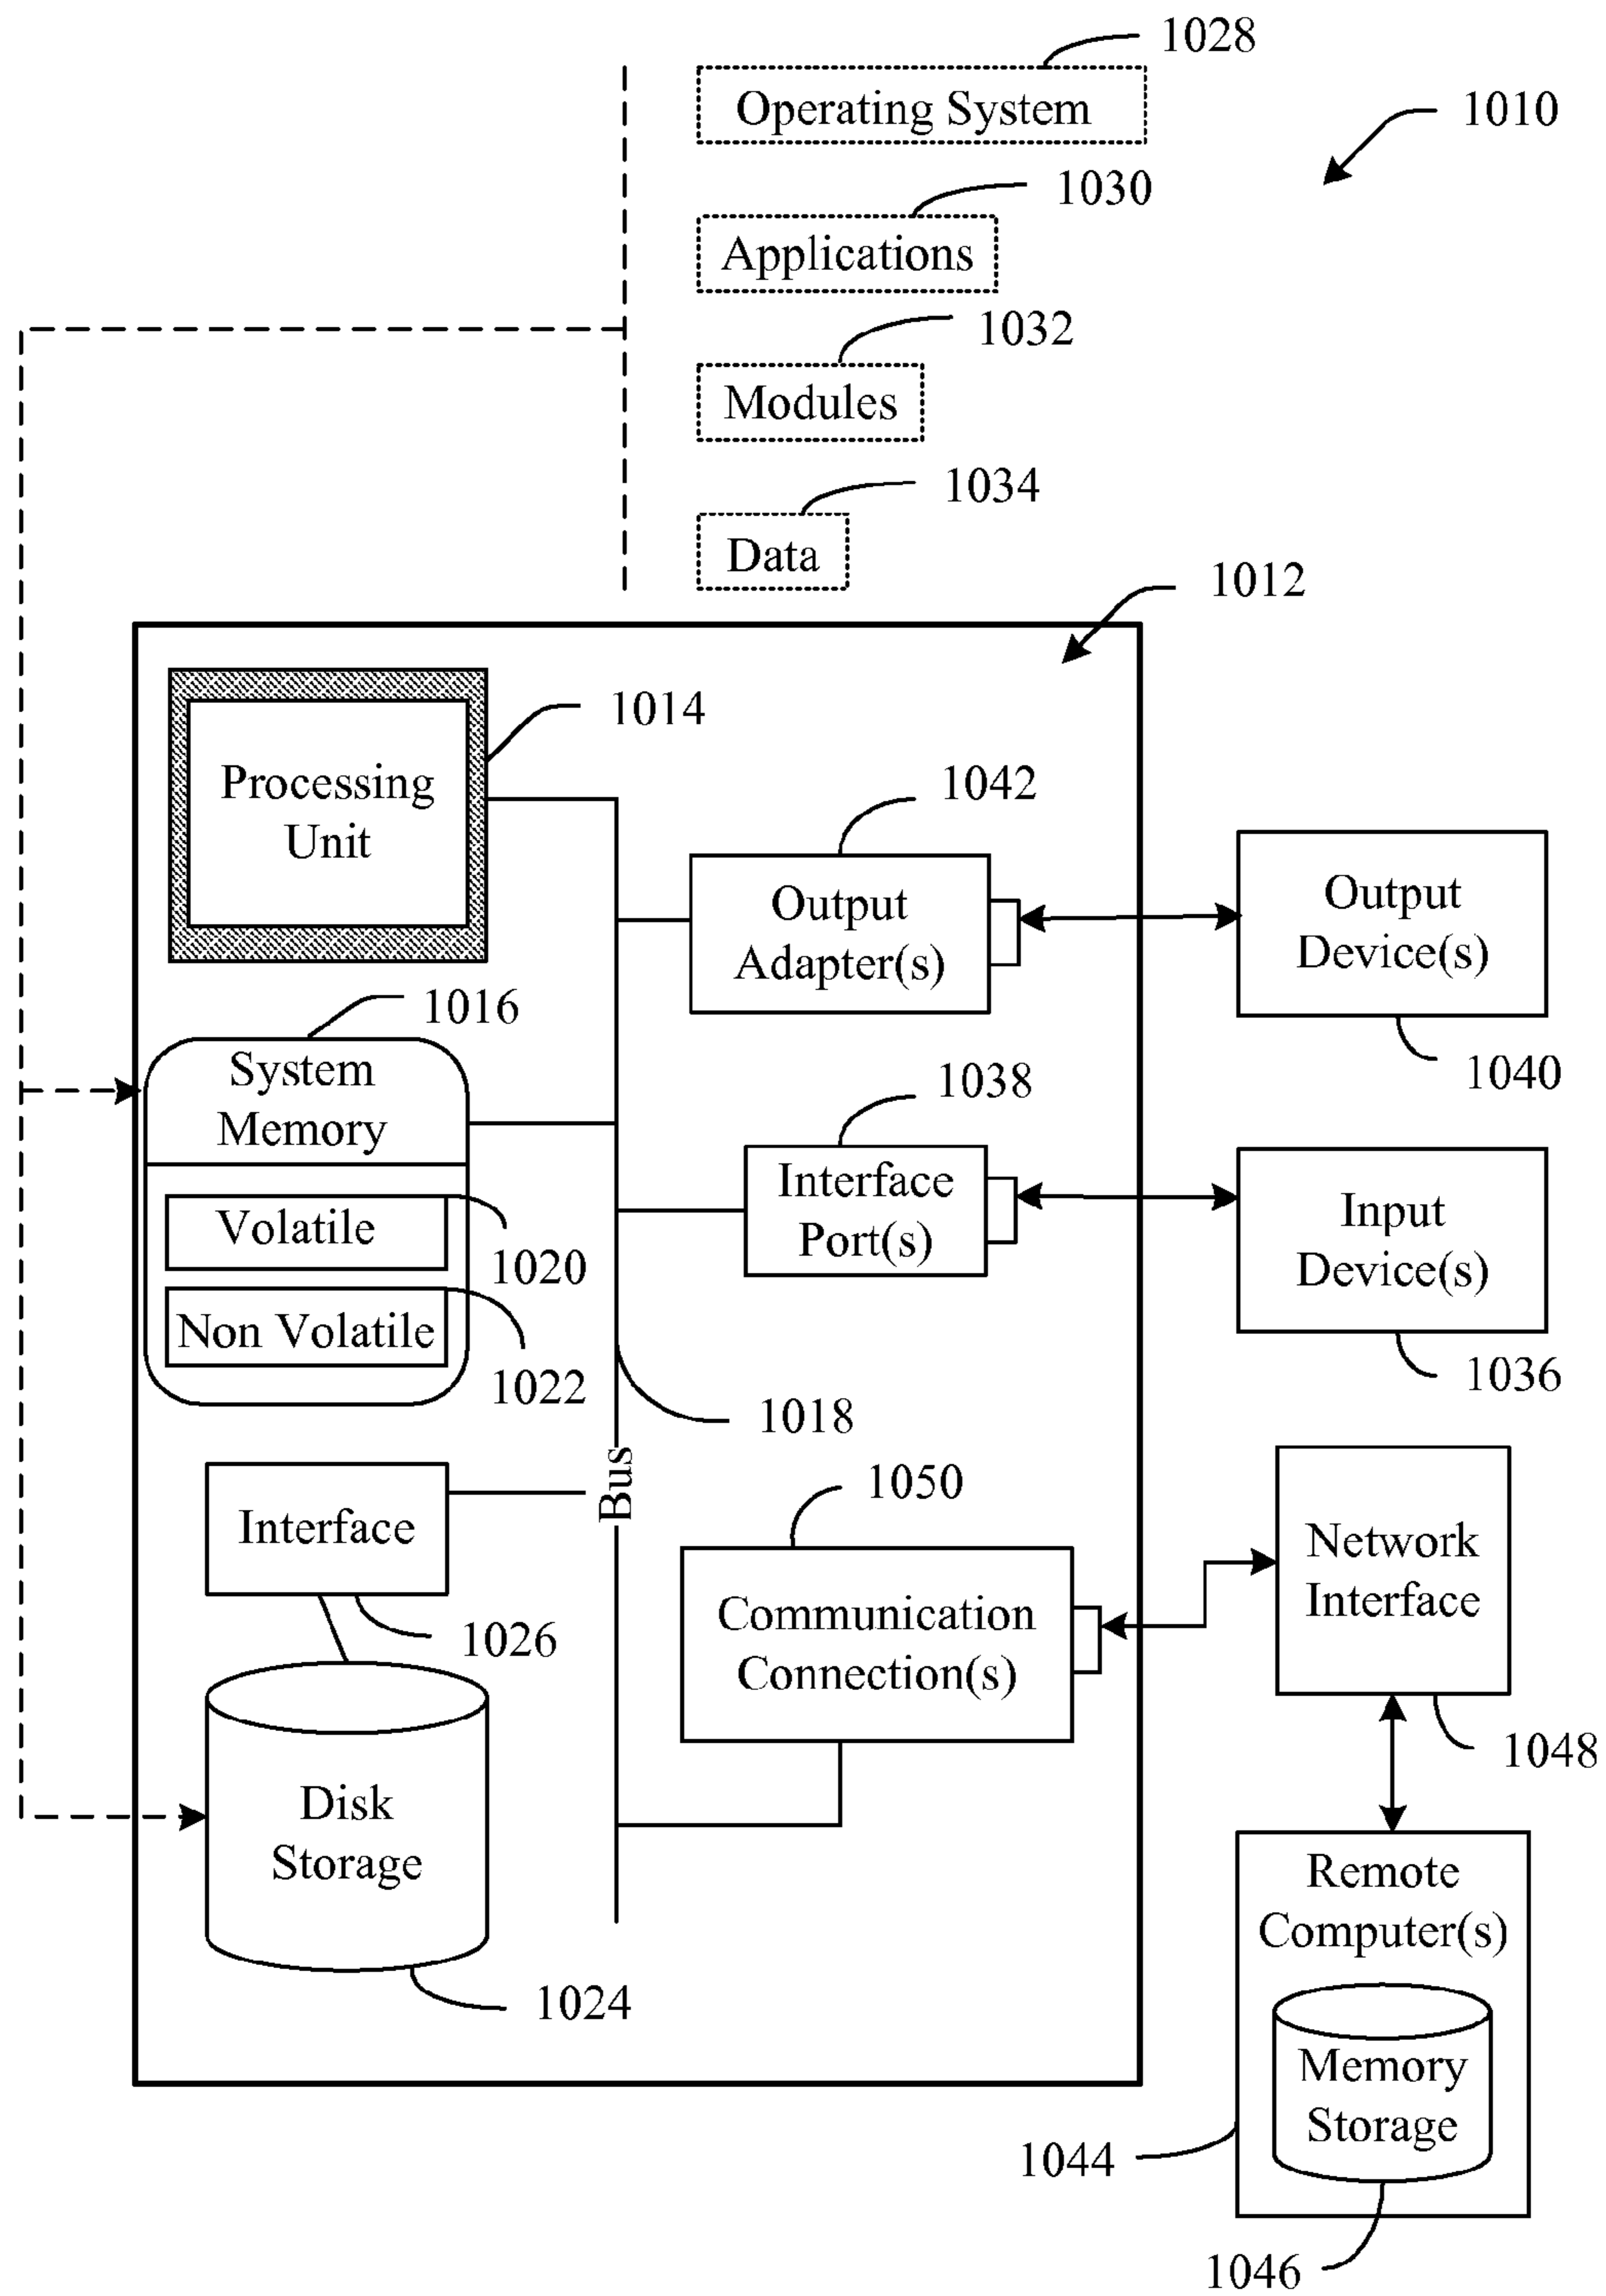 1028
Operating System
1010
1030
Applications
1032
Modules
1034
Data
1012
1014
Processing
Unit
1042
Output
Adapter(s)
Output
Device(s)
1040
1016
System
Memory
1038
Interface
Port(s)
Input
Device(s)
1036
Volatile
1020
Non Volatile
1022
1018
Bus
1050
Interface
1026
Communication
Connection(s)
Network
Interface
1048
Disk
Storage
1024
Remote
Computer(s)
Memory
Storage
1044
1046